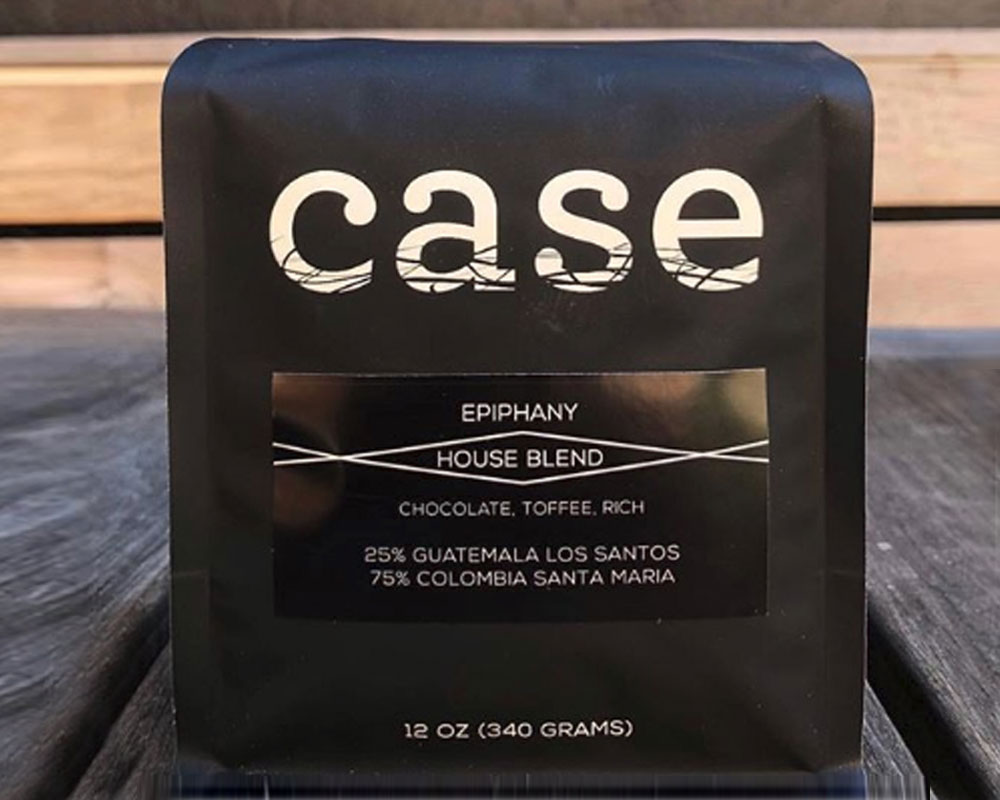 case
EPIPHANY
HOUSE BLEND
CHOCOLATE, TOFFEE, RICH
25% GUATEMALA LOS SANTOS
75% COLOMBIA SANTA MARIA
12 OZ (340 GRAMS)